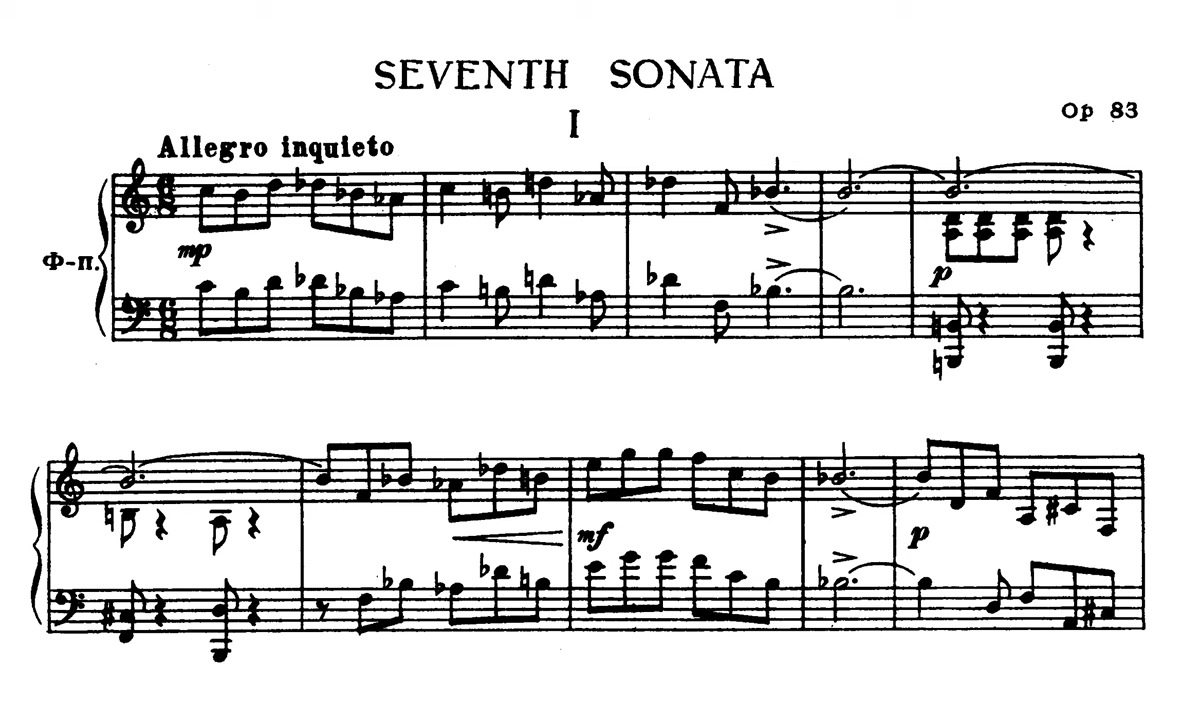 SEVENTH SONATA
I
Op 83
Allegro inquieto
mp
Ф-п.
p
mf
p